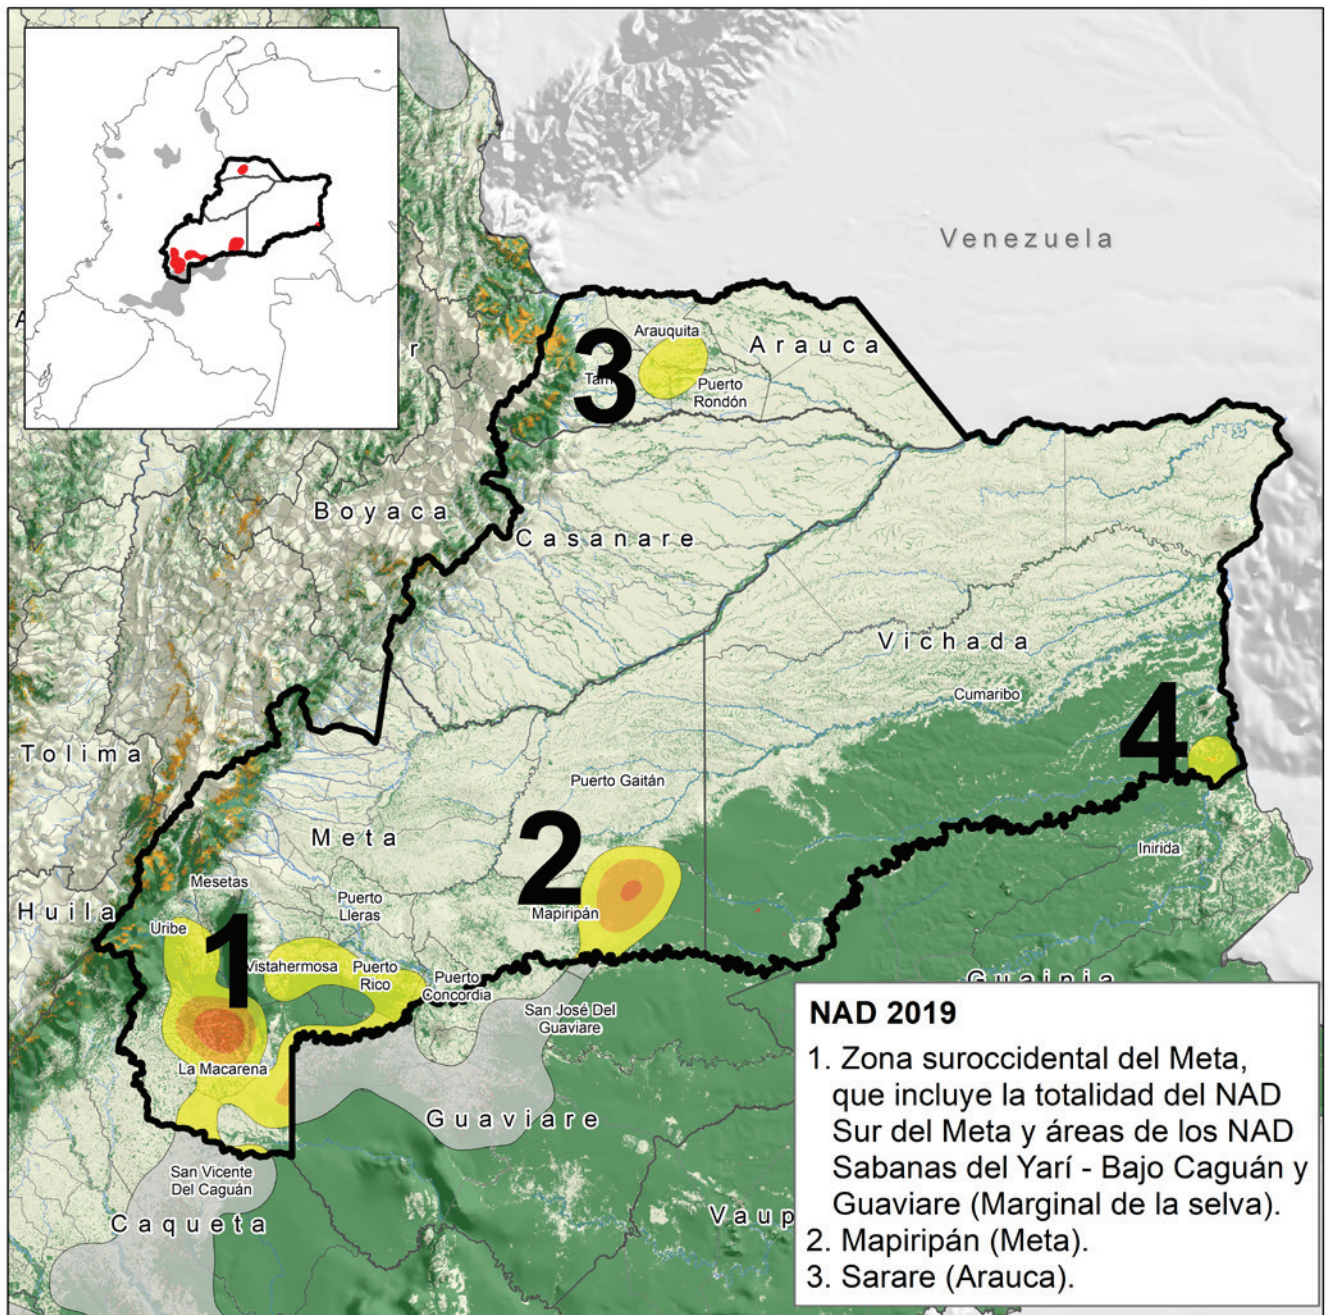 Venezuela
Arauquita
Arauca
3
Puerto
Rondón
Boyaca
Casanare
Vichada
Cumaribo
4
Tolima
Puerto Gaitán
Meta
2
Inirida
Mesetas
Puerto
Lleras
Mapiripán
Huila
Uribe
1
Vistahermosa
Puerto
Rico
Puerto
Concordia
Guainia
San José Del
Guaviare
La Macarena
Guaviare
San Vicente
Del Caguán
Caqueta
Vaup
NAD 2019
1. Zona suroccidental del Meta,
que incluye la totalidad del NAD
Sur del Meta y áreas de los NAD
Sabanas del Yarí - Bajo Caguán y
Guaviare (Marginal de la selva).
2. Mapiripán (Meta).
3. Sarare (Arauca).